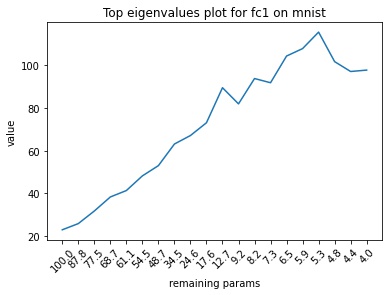 Top eigenvalues plot for fc1 on mnist
value
100
80
60
40
20
100.0 87.8 77.5 68.7 61.1 54.5 48.7 34.5 24.6 17.6 12.7 9.2 8.2 7.3 6.5 5.9 5.3 4.8 4.4 4.0
remaining params